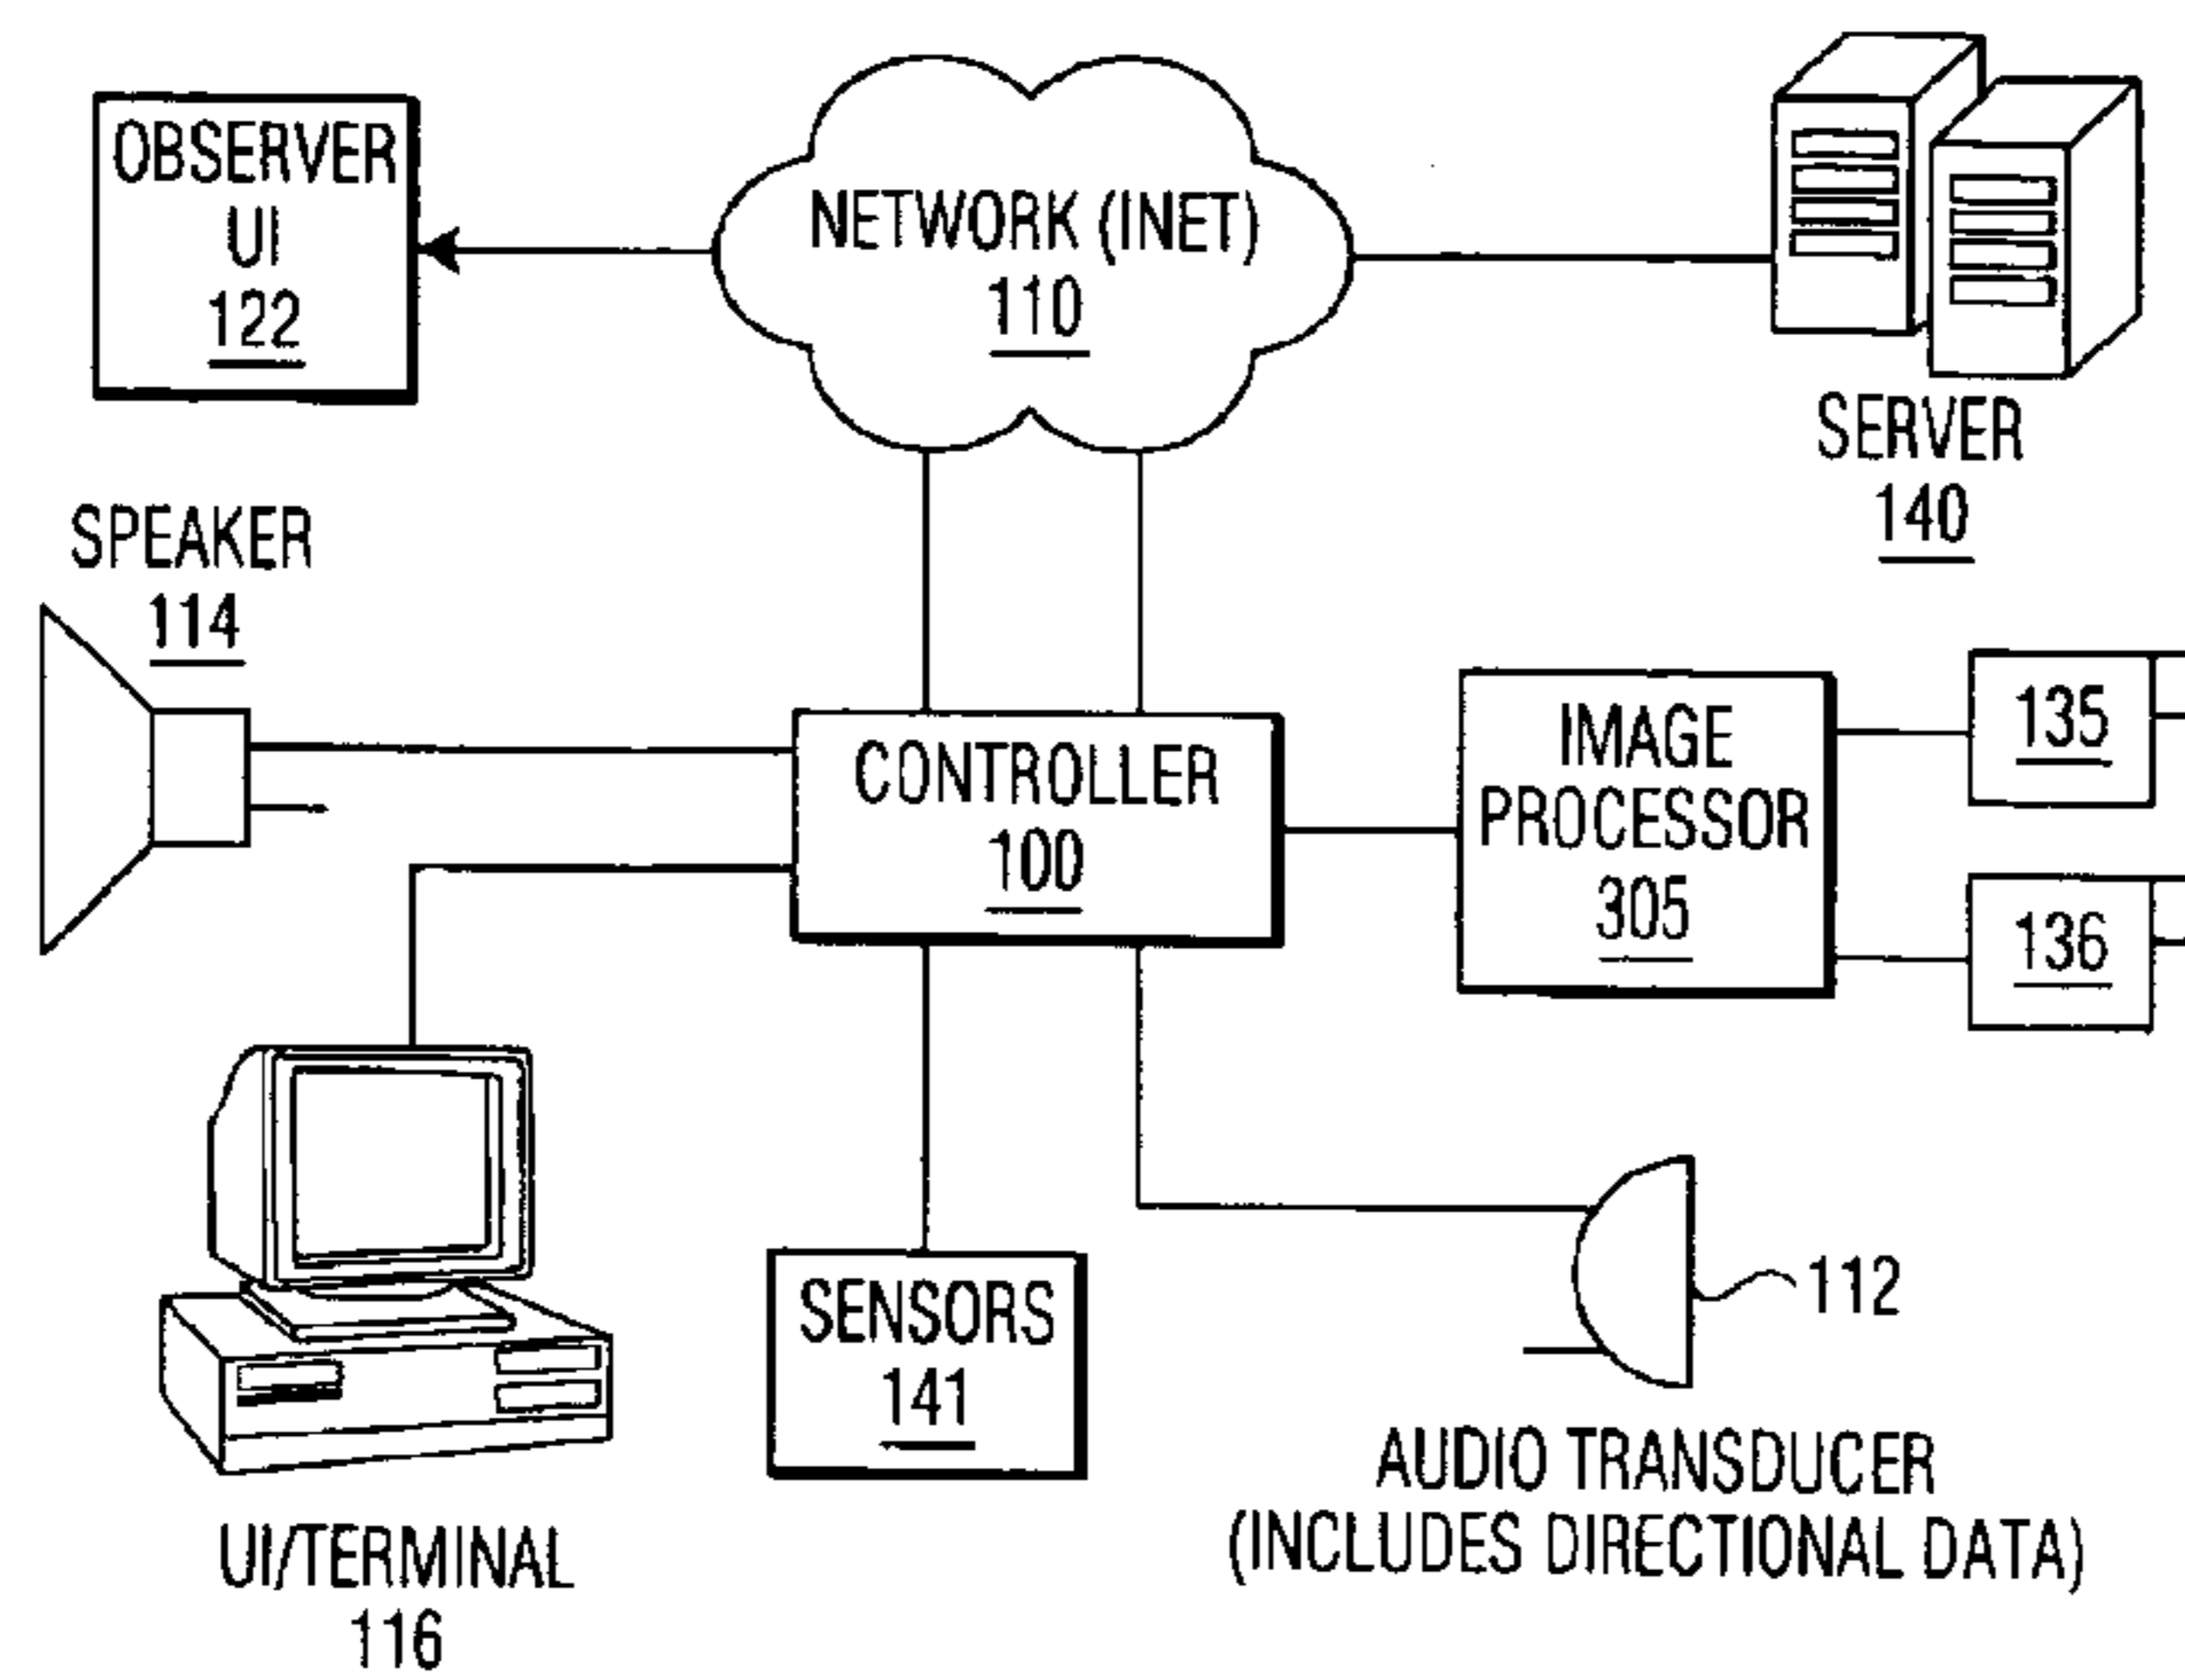 OBSERVER
UI
122
NETWORK (INET)
110
SERVER
140
SPEAKER
114
CONTROLLER
100
IMAGE
PROCESSOR
305
135
136
UI/TERMINAL
116
SENSORS
141
112
AUDIO TRANSDUCER
(INCLUDES DIRECTIONAL DATA)